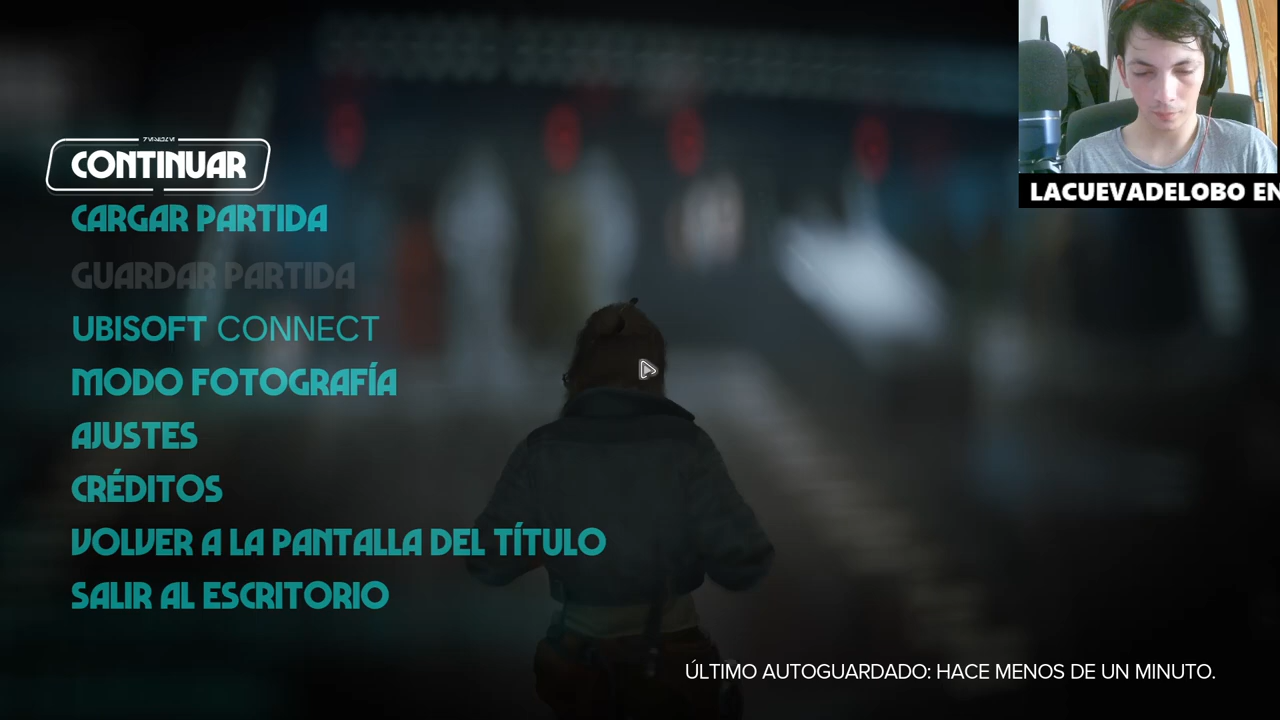 CONTINUAR
CARGAR PARTIDA
GUARDAR PARTIDA
UBISOFT CONNECT
MODO FOTOGRAFÍA
AJUSTES
CRÉDITOS
VOLVER A LA PANTALLA DEL TÍTULO
SALIR AL ESCRITORIO
LACUEVADELOBO EN
ÚLTIMO AUTOGUARDADO: HACE MENOS DE UN MINUTO.